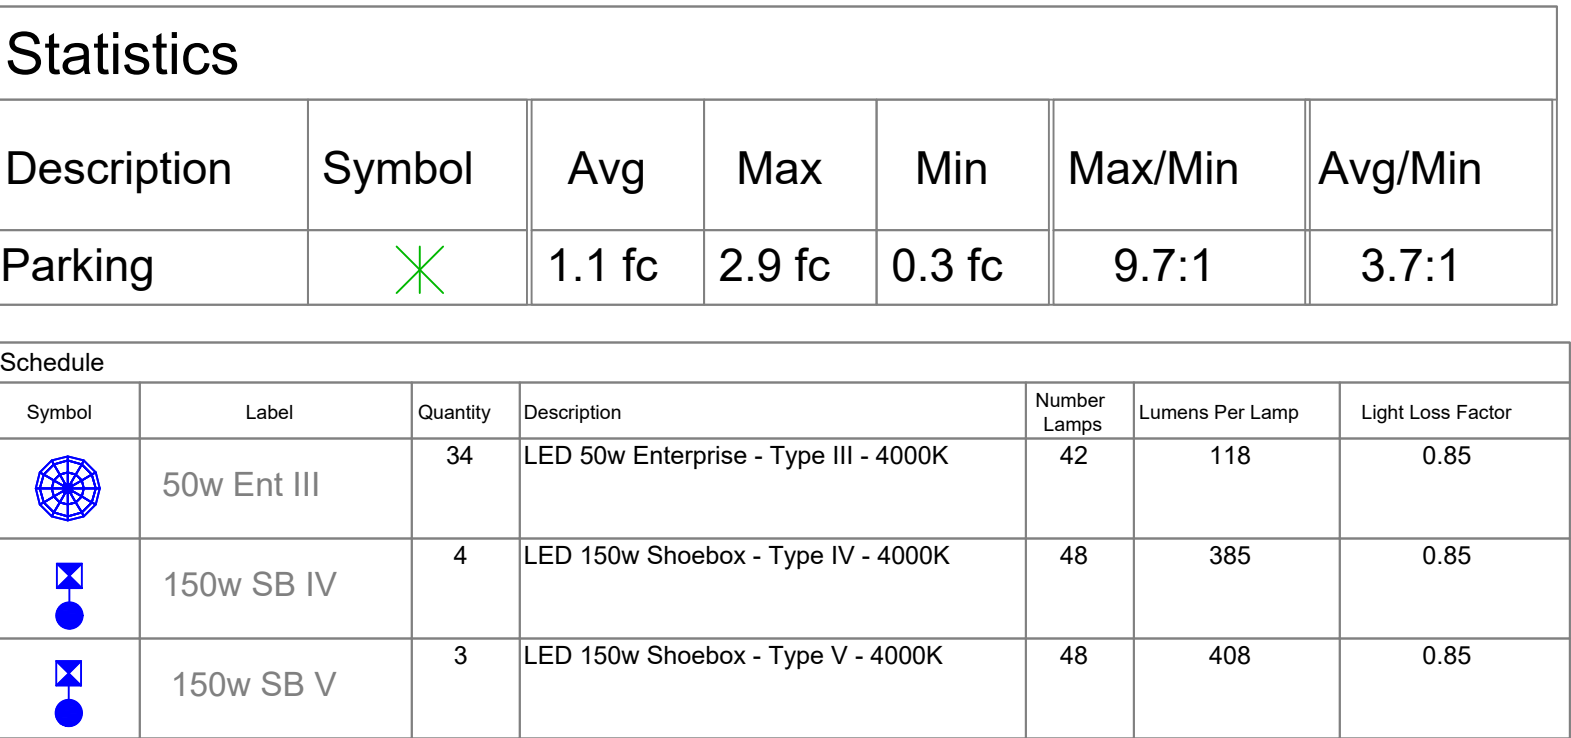 Statistics
Description Symbol Avg Max Min Max/Min Avg/Min
Parking 1.1 fc 2.9 fc 0.3 fc 9.7:1 3.7:1
Schedule
Symbol Label Quantity Description Number Lamps Lumens Per Lamp Light Loss Factor
50w Ent III 34 LED 50w Enterprise - Type III - 4000K 42 118 0.85
150w SB IV 4 LED 150w Shoebox - Type IV - 4000K 48 385 0.85
150w SB V 3 LED 150w Shoebox - Type V - 4000K 48 408 0.85